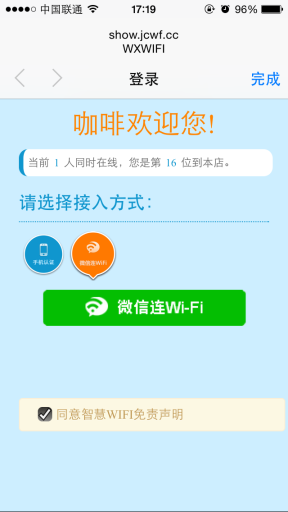 中国联通 17:19 96%
show.jcwf.cc
WXWIFI
登录 完成
咖啡欢迎您!
当前 1 人同时在线，您是第 16 位到本店。
请选择接入方式：
手机认证 微信连Wi-Fi
微信连Wi-Fi
同意智慧WIFI免责声明